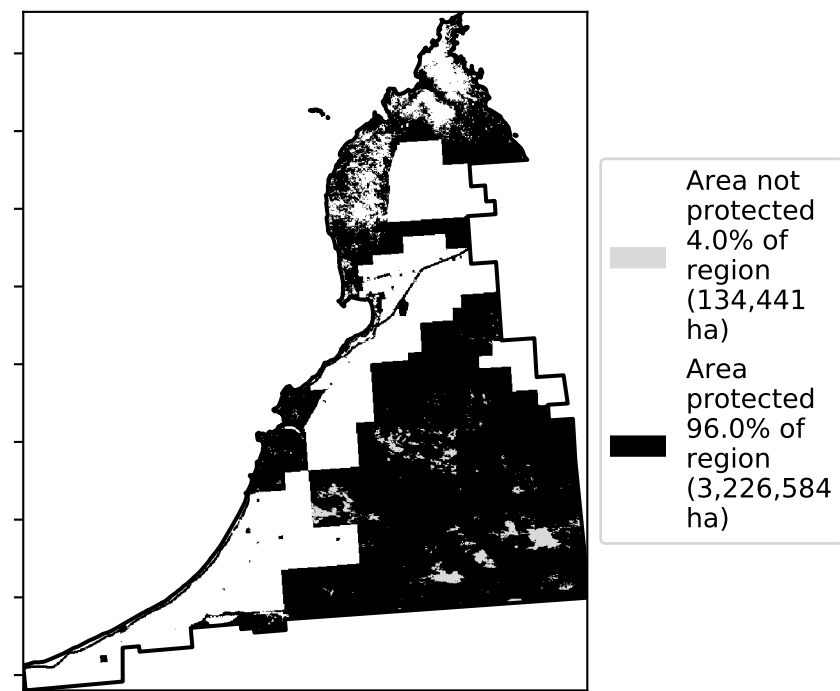 Area not
protected
4.0% of
region
(134,441
ha)
Area
protected
96.0% of
region
(3,226,584
ha)